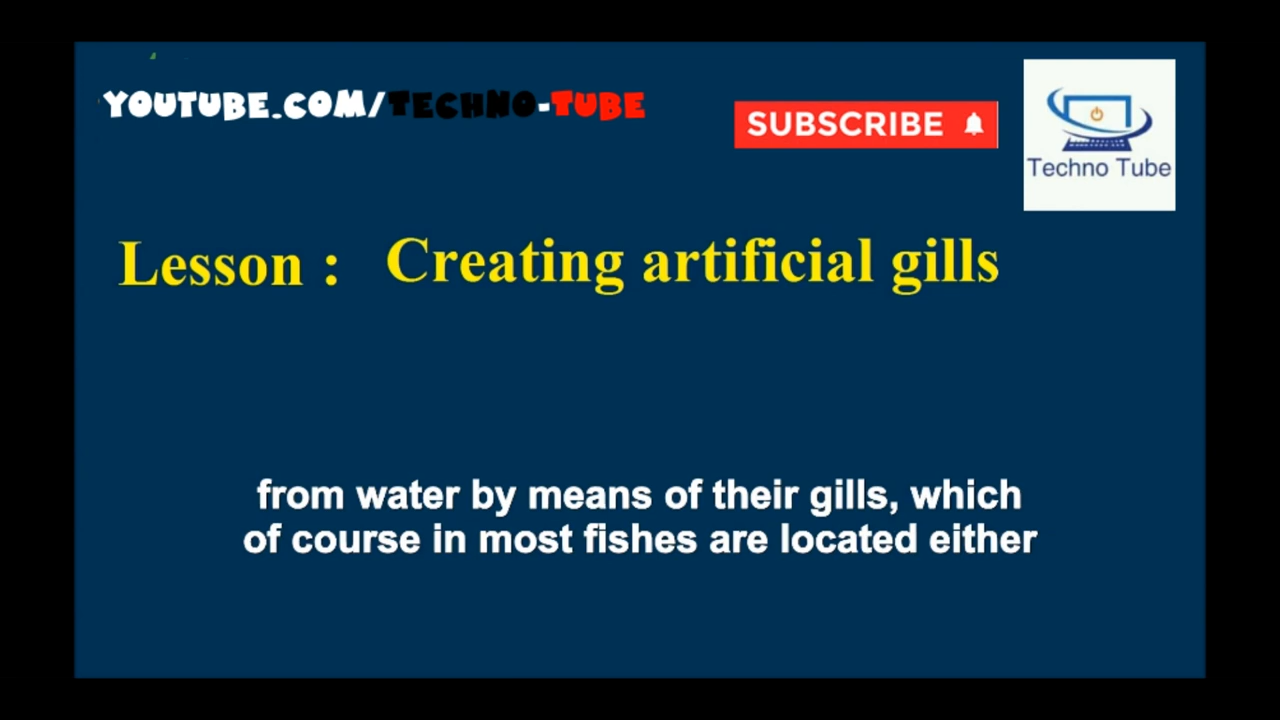 YOUTUBE.COM/TECHNO-TUBE
SUBSCRIBE
Techno Tube
Lesson : Creating artificial gills
from water by means of their gills, which
of course in most fishes are located either